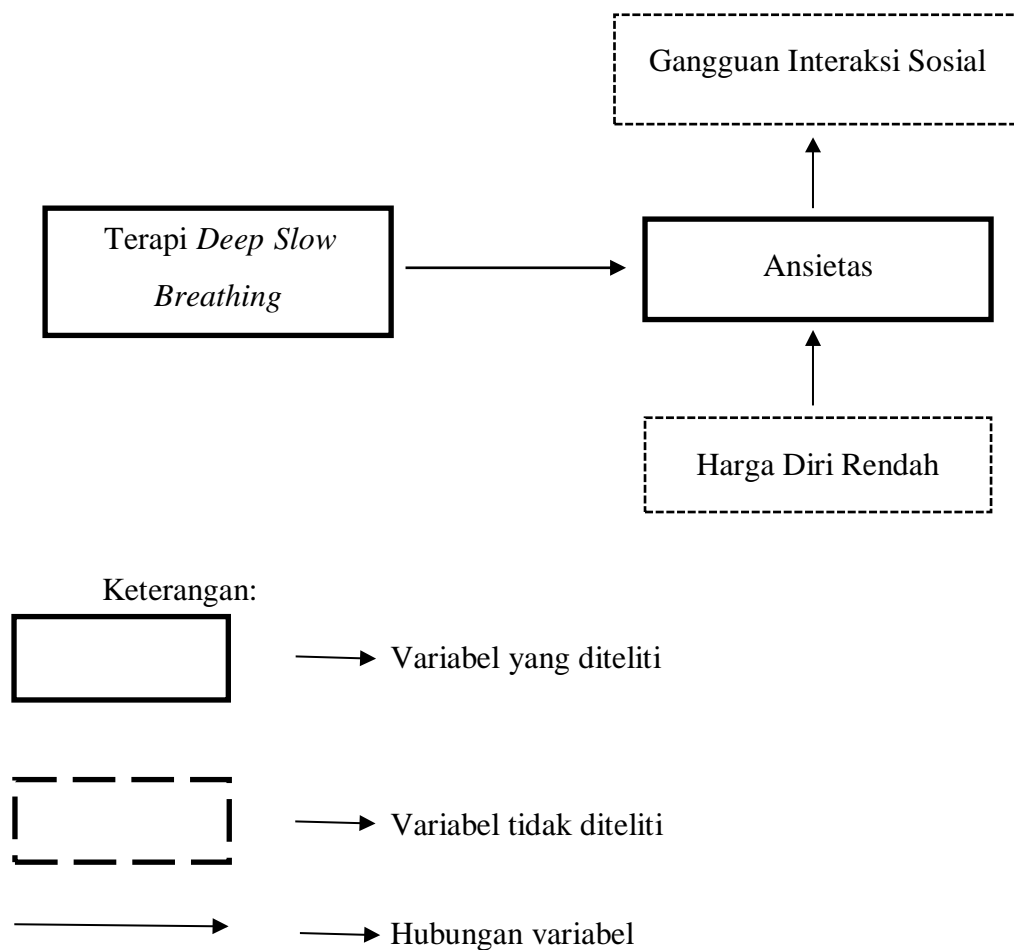 Gangguan Interaksi Sosial
Terapi Deep Slow
Breathing
Ansietas
Harga Diri Rendah
Keterangan:
Variabel yang diteliti
Variabel tidak diteliti
Hubungan variabel